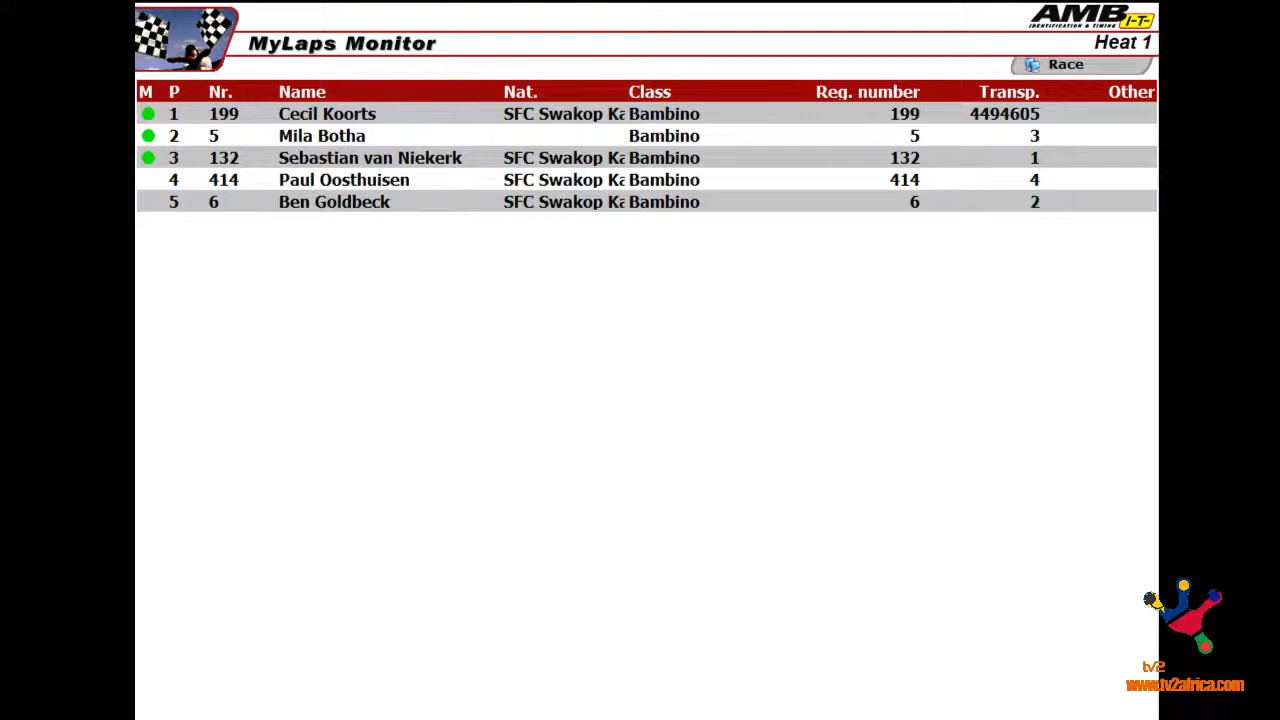 AMB i-T-
IDENTIFICATION & TIMING
MyLaps Monitor
Heat 1
Race
M P Nr. Name Nat. Class Reg. number Transp. Other
1 199 Cecil Koorts SFC Swakop Ka Bambino 199 4494605
2 5 Mila Botha Bambino 5 3
3 132 Sebastian van Niekerk SFC Swakop Ka Bambino 132 1
4 414 Paul Oosthuisen SFC Swakop Ka Bambino 414 4
5 6 Ben Goldbeck SFC Swakop Ka Bambino 6 2
tv2
www.tv2africa.com